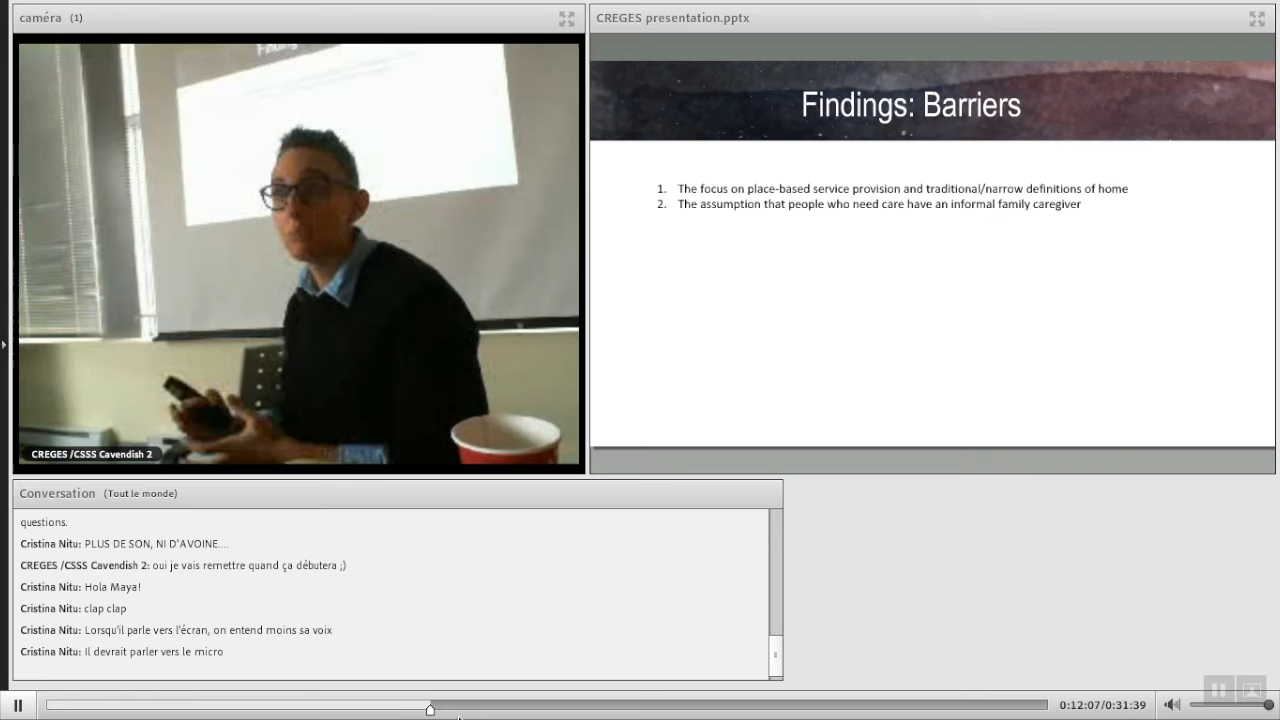 caméra (1)
CREGES presentation.pptx
Finding
CREGES /CSSS Cavendish 2
Findings: Barriers
1. The focus on place-based service provision and traditional/narrow definitions of home
2. The assumption that people who need care have an informal family caregiver
Conversation (Tout le monde)
questions.
Cristina Nitu: PLUS DE SON, NI D'AVOINE....
CREGES /CSSS Cavendish 2: oui je vais remettre quand ça débutera ;)
Cristina Nitu: Hola Maya!
Cristina Nitu: clap clap
Cristina Nitu: Lorsqu'il parle vers l'écran, on entend moins sa voix
Cristina Nitu: Il devrait parler vers le micro
0:12:07/0:31:39